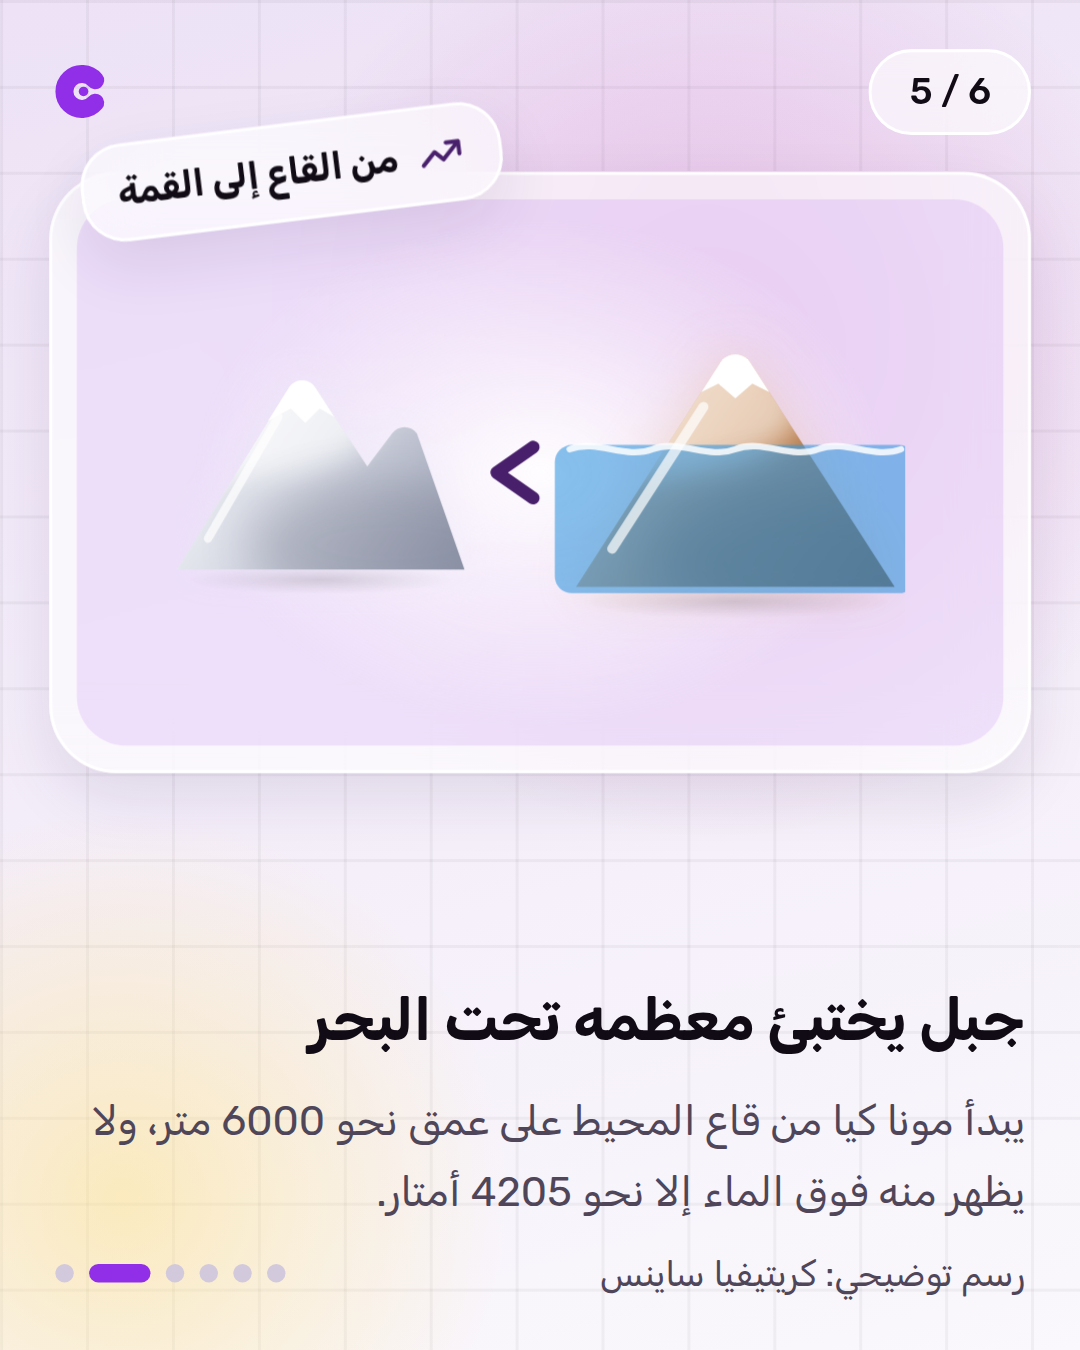 5 / 6
من القاع إلى القمة
جبل يختبئ معظمه تحت البحر
يبدأ مونا كيا من قاع المحيط على عمق نحو 6000 متر، ولا
يظهر منه فوق الماء إلا نحو 4205 أمتار.
رسم توضيحي: كريتيفيا ساينس